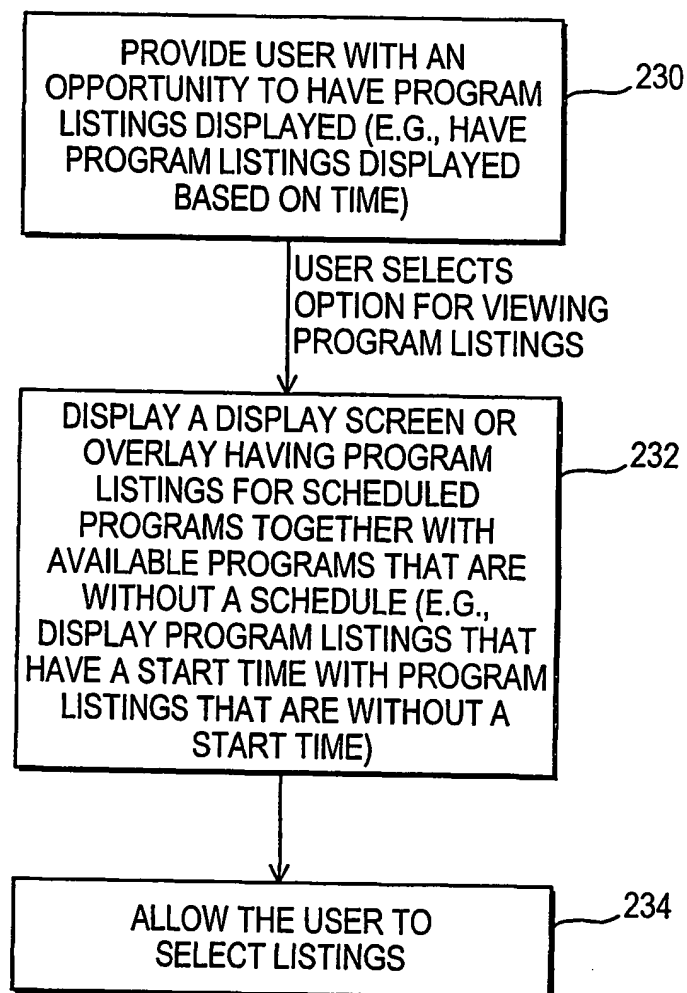 PROVIDE USER WITH AN
OPPORTUNITY TO HAVE PROGRAM
LISTINGS DISPLAYED (E.G., HAVE
PROGRAM LISTINGS DISPLAYED
BASED ON TIME)
230
USER SELECTS
OPTION FOR VIEWING
PROGRAM LISTINGS
DISPLAY A DISPLAY SCREEN OR
OVERLAY HAVING PROGRAM
LISTINGS FOR SCHEDULED
PROGRAMS TOGETHER WITH
AVAILABLE PROGRAMS THAT ARE
WITHOUT A SCHEDULE (E.G.,
DISPLAY PROGRAM LISTINGS THAT
HAVE A START TIME WITH PROGRAM
LISTINGS THAT ARE WITHOUT A
START TIME)
232
ALLOW THE USER TO
SELECT LISTINGS
234